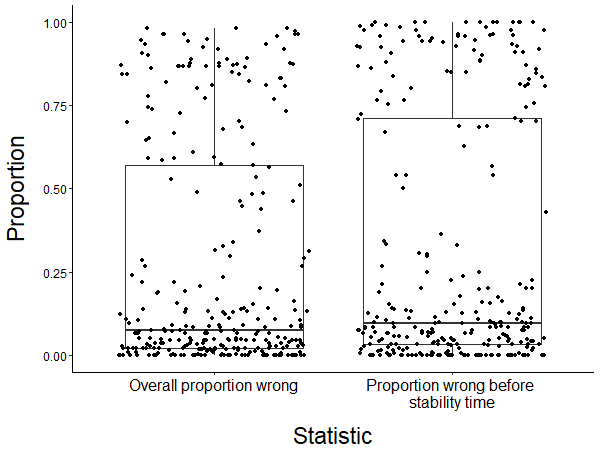 1.00
0.75
0.50
0.25
0.00
Proportion
Overall proportion wrong
Proportion wrong before
stability time
Statistic